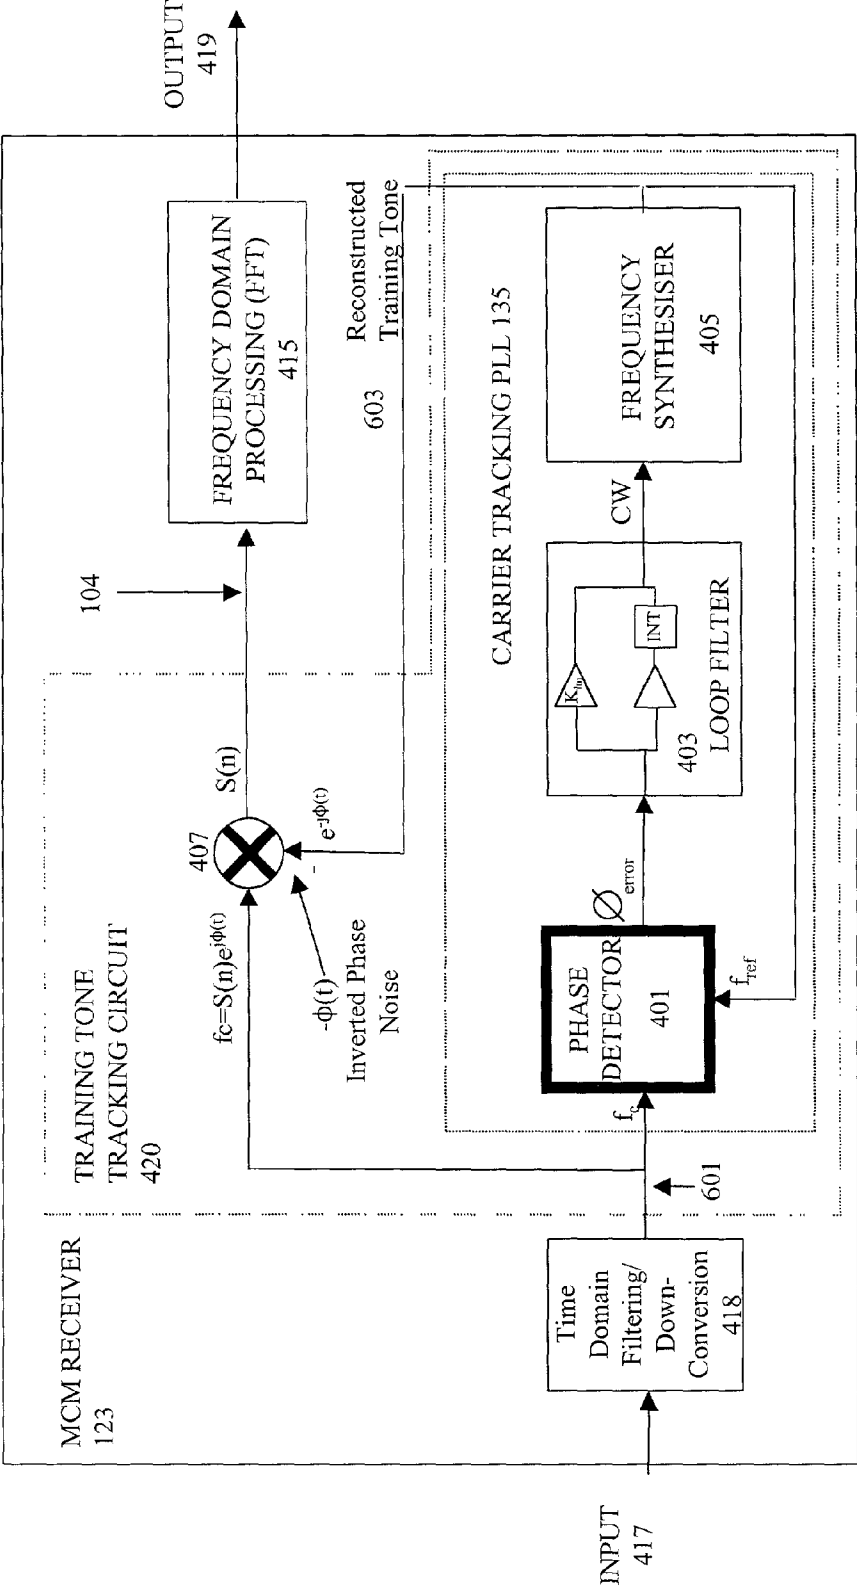 MCM RECEIVER
123
TRAINING TONE
TRACKING CIRCUIT
420
INPUT
417
Time
Domain
Filtering/
Down-
Conversion
418
601
fc=S(n)e^jΦ(t)
-Φ(t)
Inverted Phase
Noise
407
-
e^-jΦ(t)
S(n)
104
FREQUENCY DOMAIN
PROCESSING (FFT)
415
OUTPUT
419
Reconstructed
Training Tone
603
CARRIER TRACKING PLL 135
f_c
PHASE
DETECTOR
401
f_ref
Ø_error
403
LOOP FILTER
INT
CW
FREQUENCY
SYNTHESISER
405